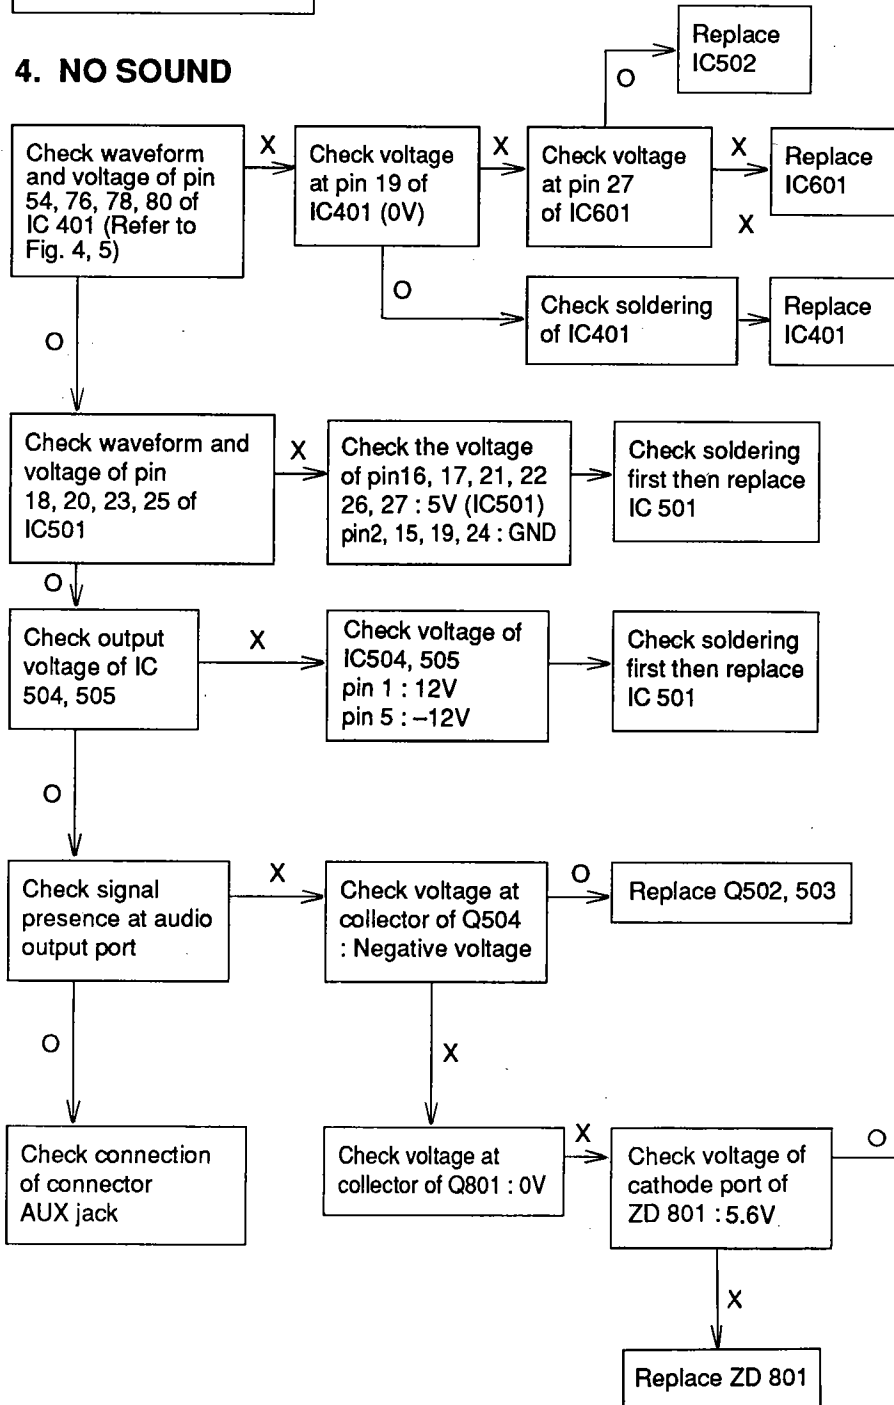 4. NO SOUND
Replace
IC502
O
Check waveform
and voltage of pin
54, 76, 78, 80 of
IC 401 (Refer to
Fig. 4, 5)
X
Check voltage
at pin 19 of
IC401 (0V)
X
Check voltage
at pin 27
of IC601
X
Replace
IC601
X
O
Check soldering
of IC401
Replace
IC401
O
Check waveform and
voltage of pin
18, 20, 23, 25 of
IC501
X
Check the voltage
of pin16, 17, 21, 22
26, 27 : 5V (IC501)
pin2, 15, 19, 24 : GND
Check soldering
first then replace
IC 501
O
Check output
voltage of IC
504, 505
X
Check voltage of
IC504, 505
pin 1 : 12V
pin 5 : –12V
Check soldering
first then replace
IC 501
O
Check signal
presence at audio
output port
X
Check voltage at
collector of Q504
: Negative voltage
O
Replace Q502, 503
O
X
Check connection
of connector
AUX jack
Check voltage at
collector of Q801 : 0V
X
Check voltage of
cathode port of
ZD 801 : 5.6V
O
X
Replace ZD 801